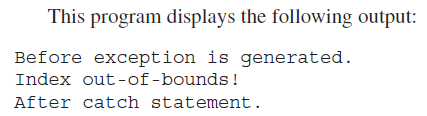 This program displays the following output:
Before exception is generated.
Index out-of-bounds!
After catch statement.